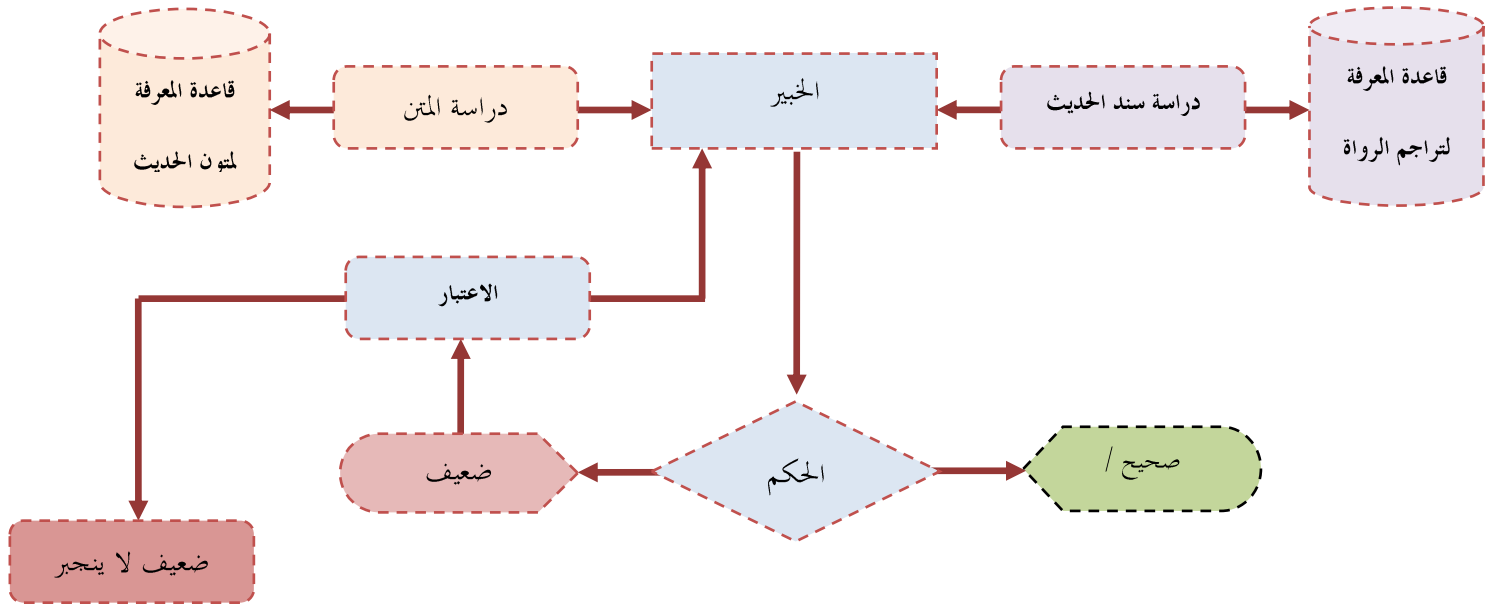 قاعدة المعرفة
لتراجم الرواة
دراسة سند الحديث
الخبير
دراسة المتن
قاعدة المعرفة
لمتون الحديث
الاعتبار
صحيح /
الحكم
ضعيف
ضعيف لا ينجبر